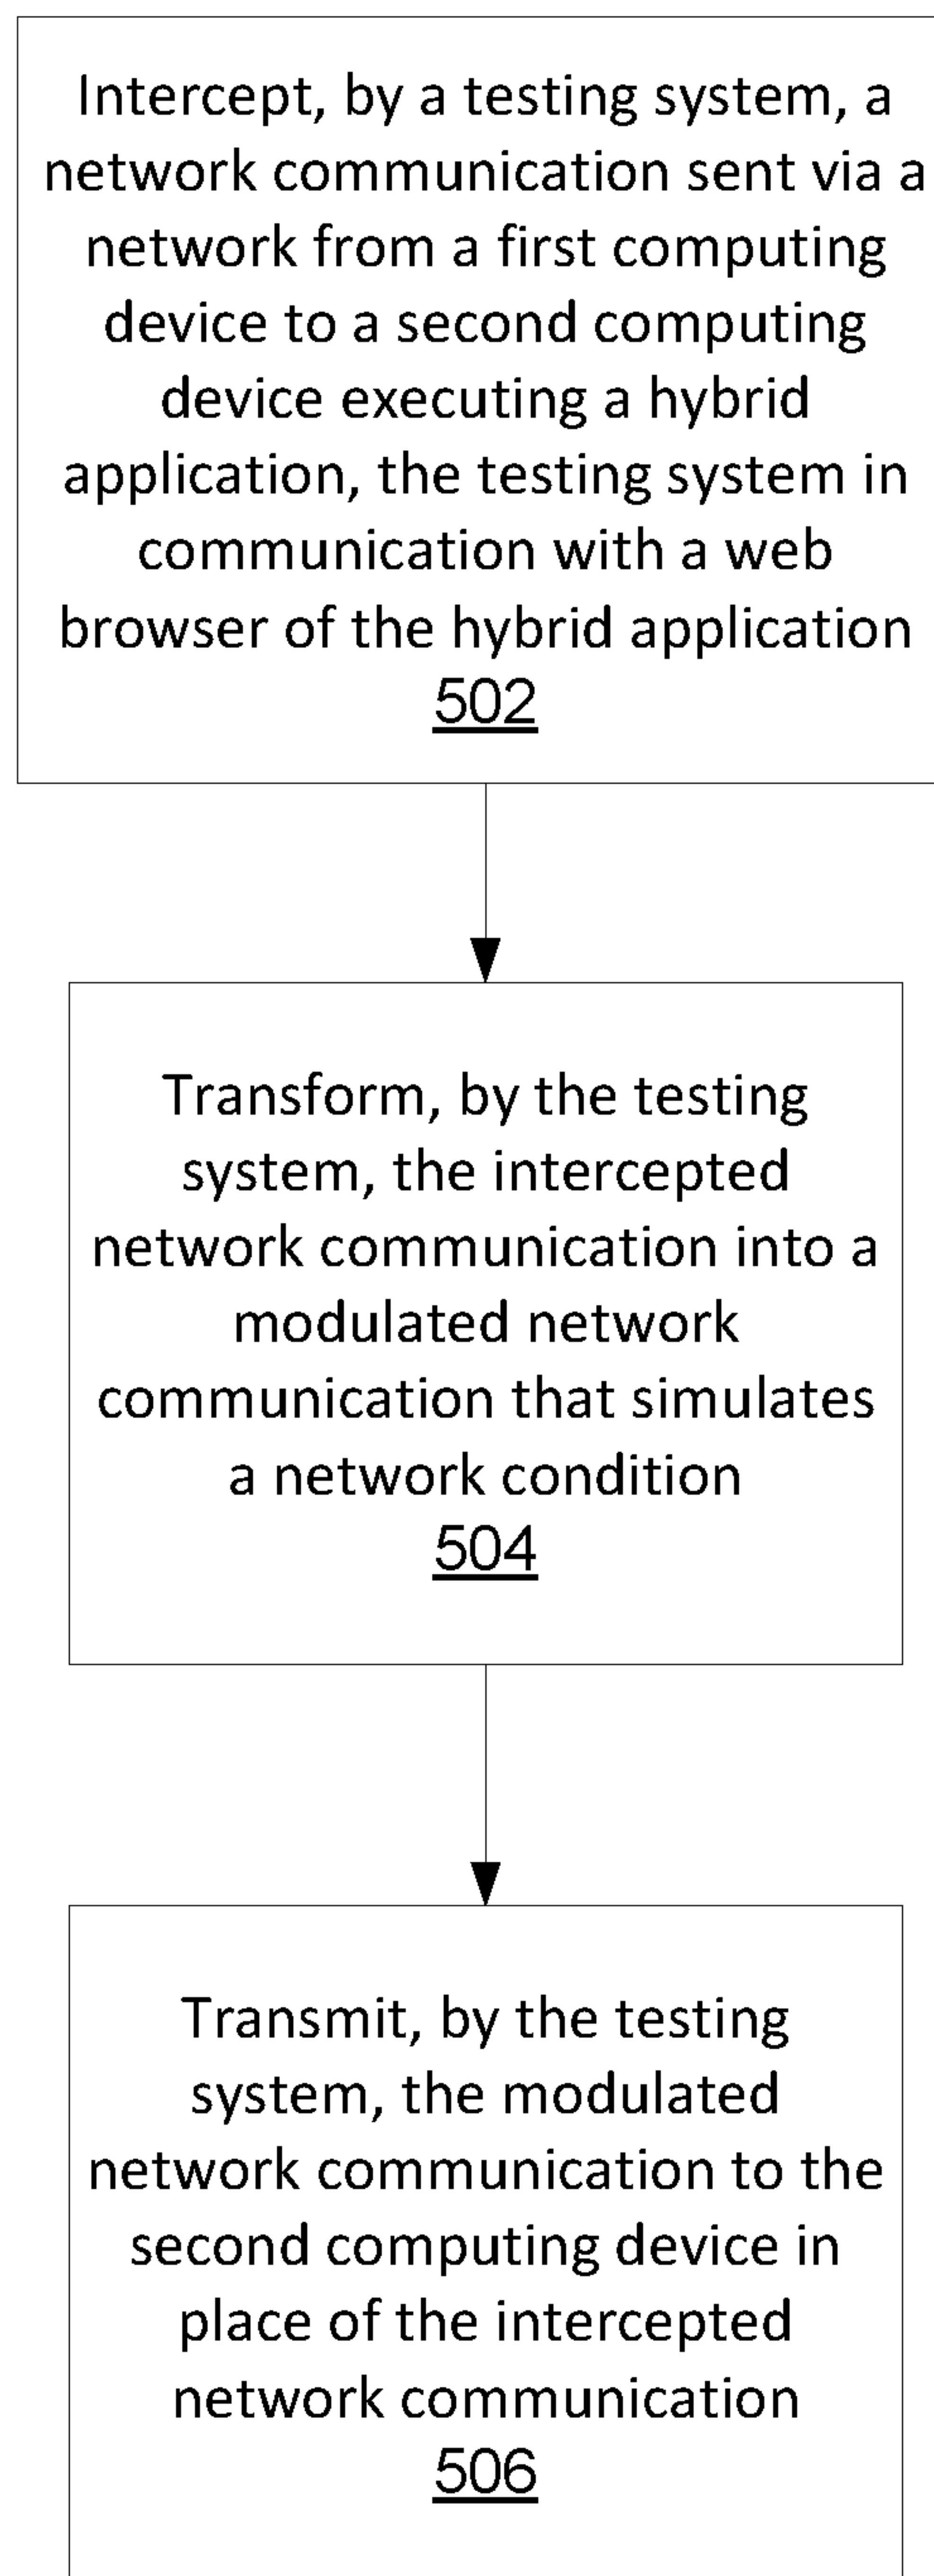 Intercept, by a testing system, a
network communication sent via a
network from a first computing
device to a second computing
device executing a hybrid
application, the testing system in
communication with a web
browser of the hybrid application
502
Transform, by the testing
system, the intercepted
network communication into a
modulated network
communication that simulates
a network condition
504
Transmit, by the testing
system, the modulated
network communication to the
second computing device in
place of the intercepted
network communication
506